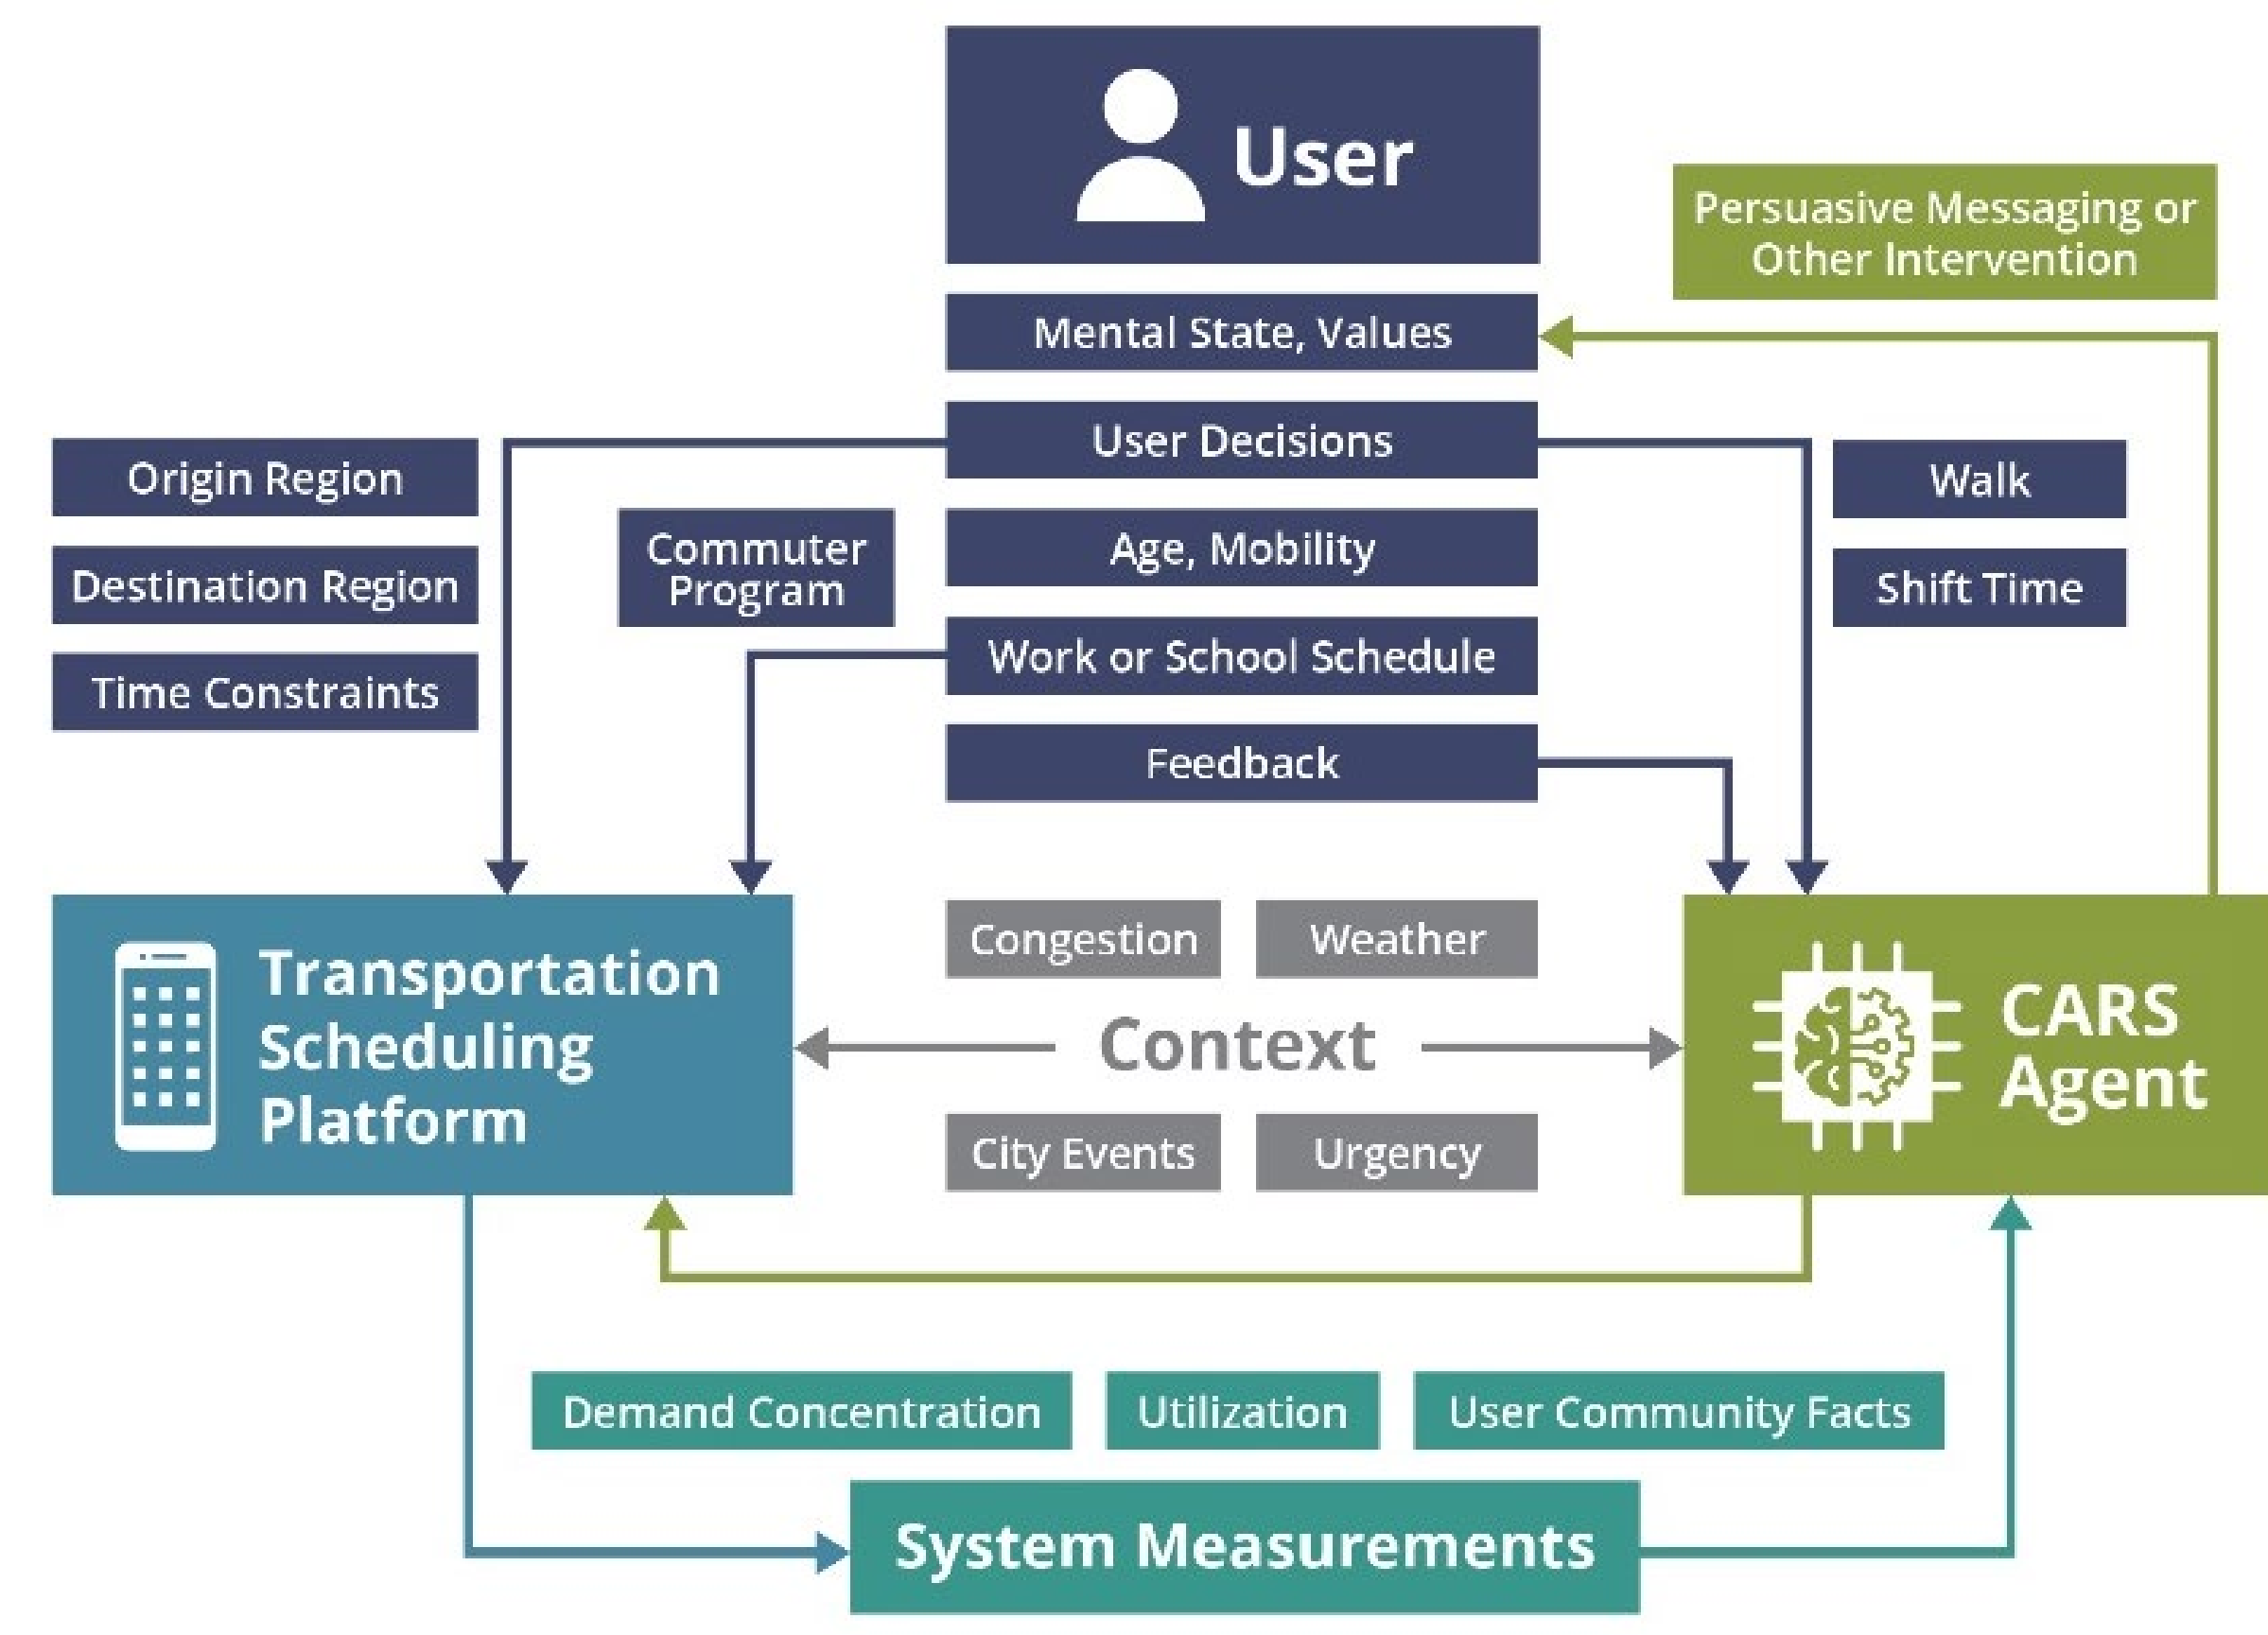 User
Persuasive Messaging or
Other Intervention
Mental State, Values
User Decisions
Origin Region
Walk
Commuter
Program
Age, Mobility
Destination Region
Shift Time
Work or School Schedule
Time Constraints
Feedback
Congestion
Weather
Transportation
Scheduling
Platform
Context
CARS
Agent
City Events
Urgency
Demand Concentration
Utilization
User Community Facts
System Measurements